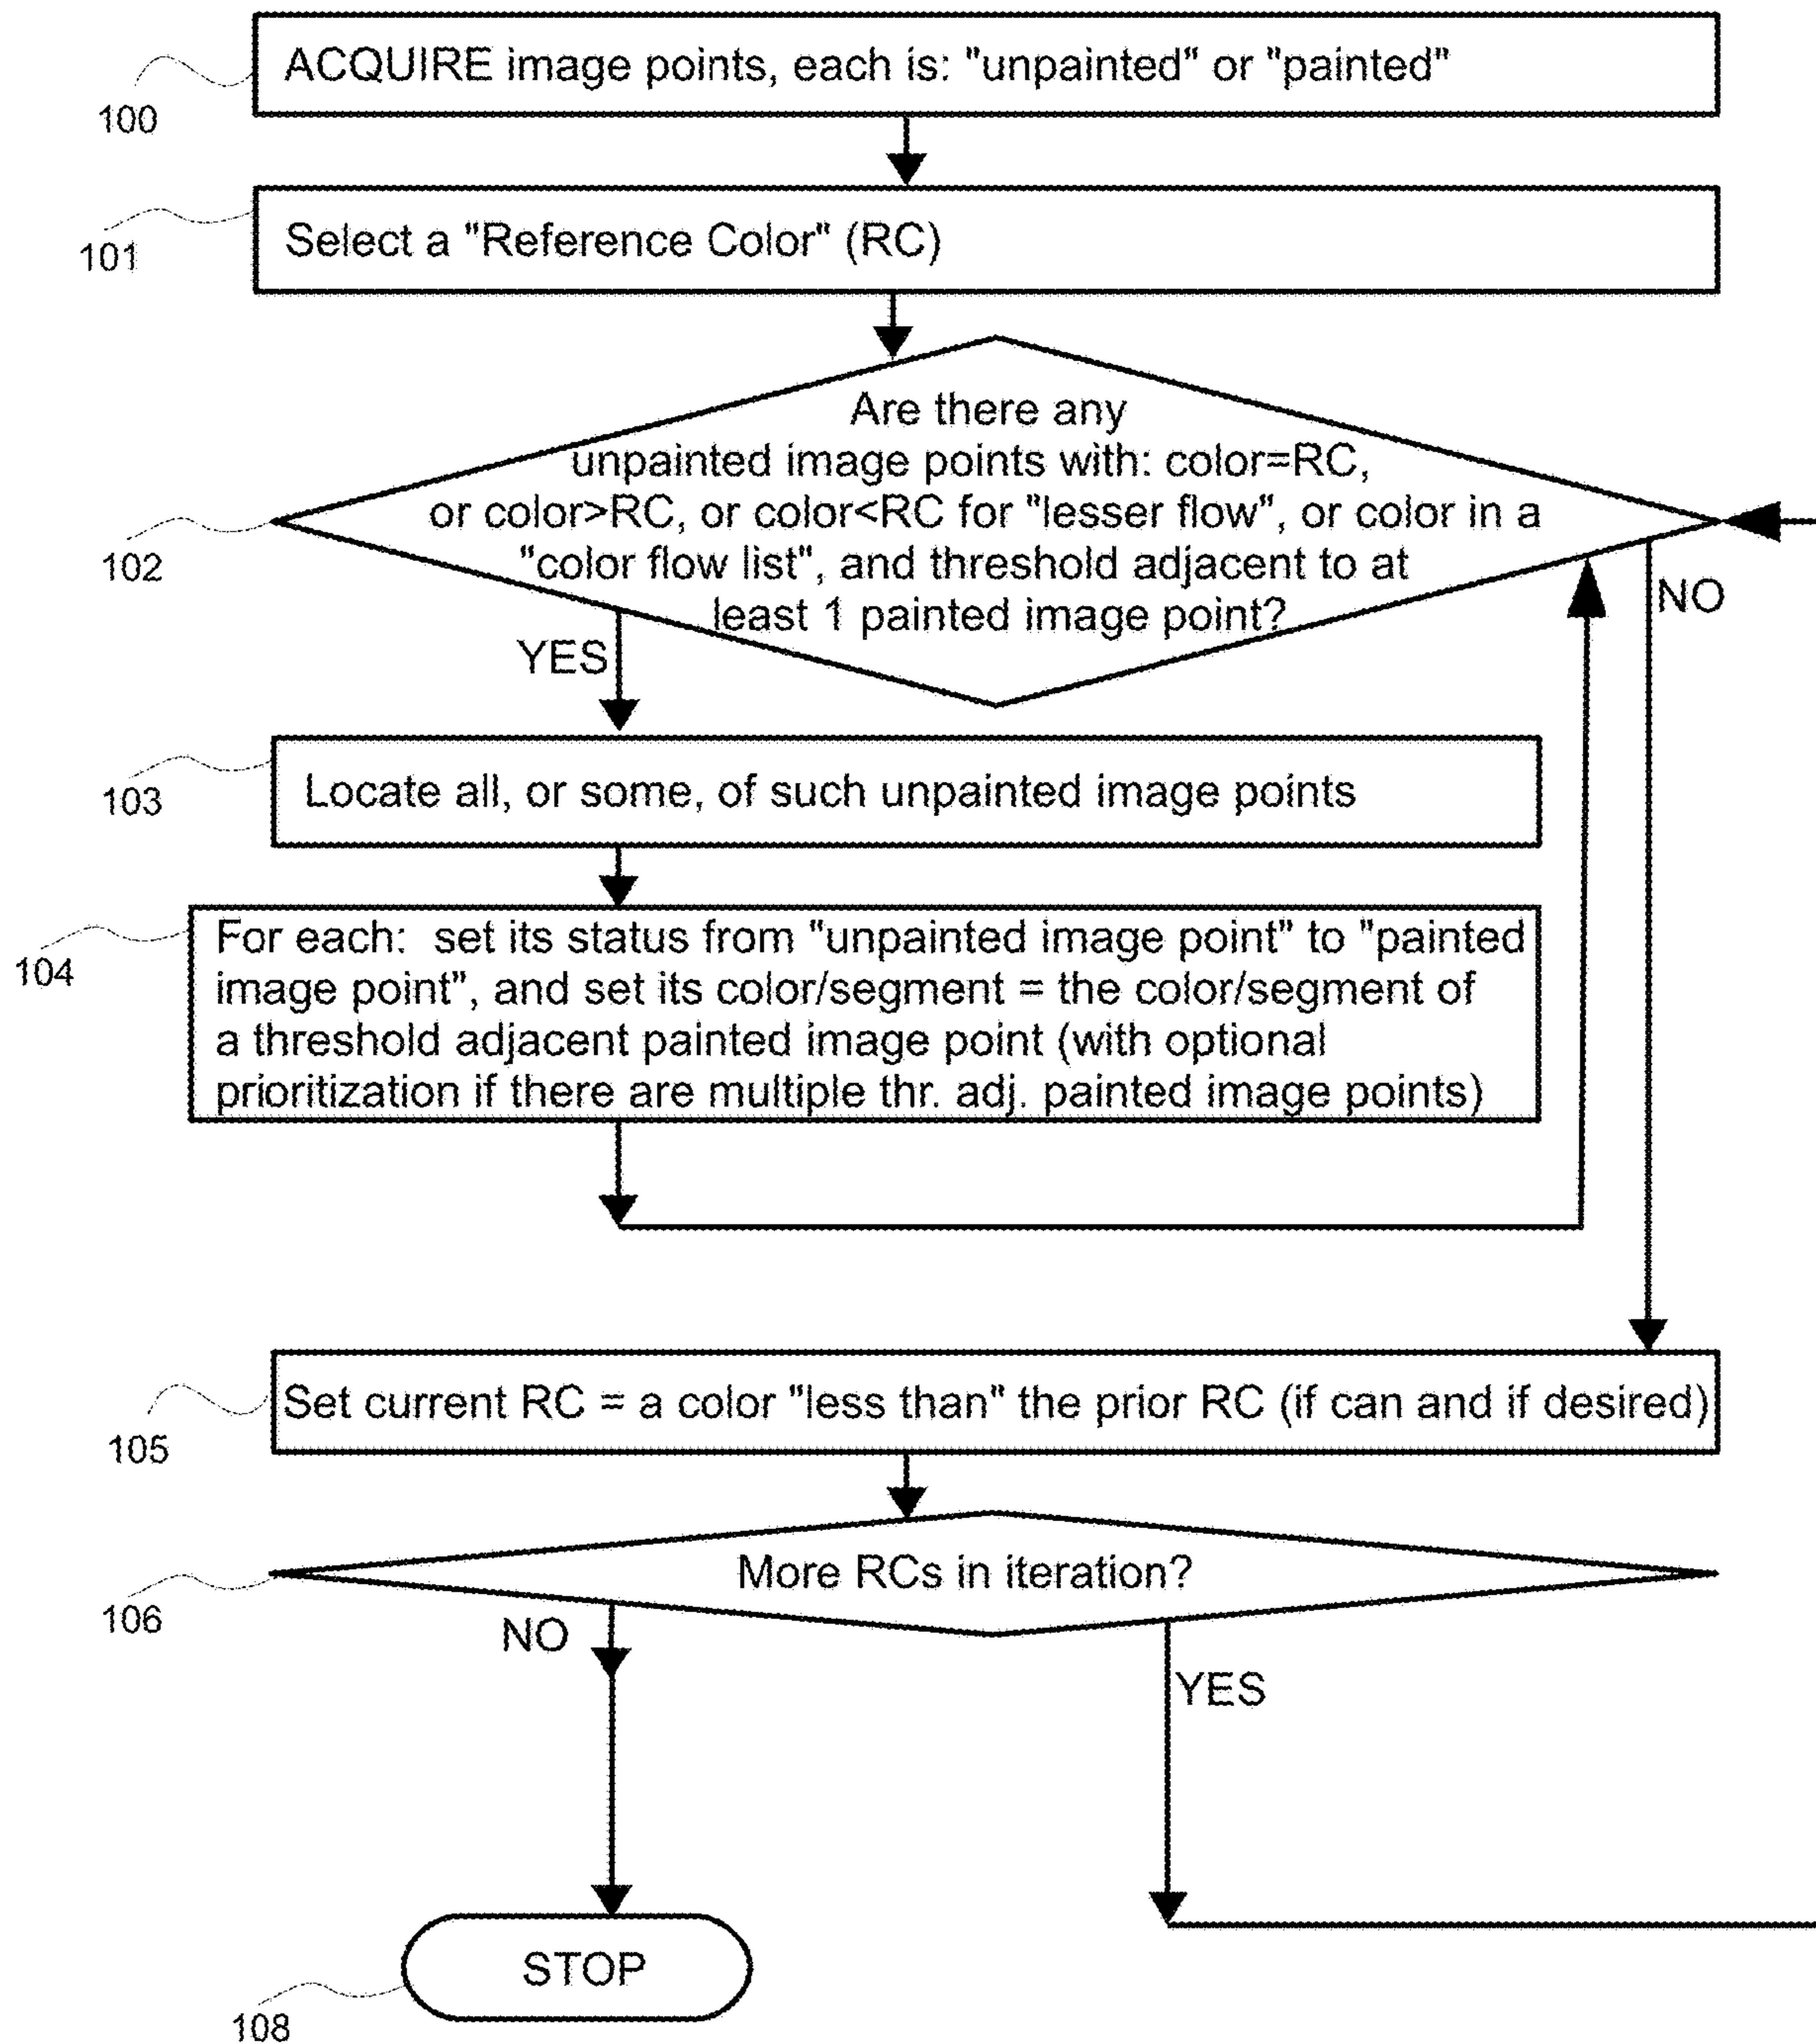 ACQUIRE image points, each is: "unpainted" or "painted"
100
Select a "Reference Color" (RC)
101
Are there any
unpainted image points with: color=RC,
or color>RC, or color<RC for "lesser flow", or color in a
"color flow list", and threshold adjacent to at
least 1 painted image point?
102
NO
YES
Locate all, or some, of such unpainted image points
103
For each:  set its status from "unpainted image point" to "painted
image point", and set its color/segment = the color/segment of
a threshold adjacent painted image point (with optional
prioritization if there are multiple thr. adj. painted image points)
104
Set current RC = a color "less than" the prior RC (if can and if desired)
105
More RCs in iteration?
106
NO
YES
STOP
108